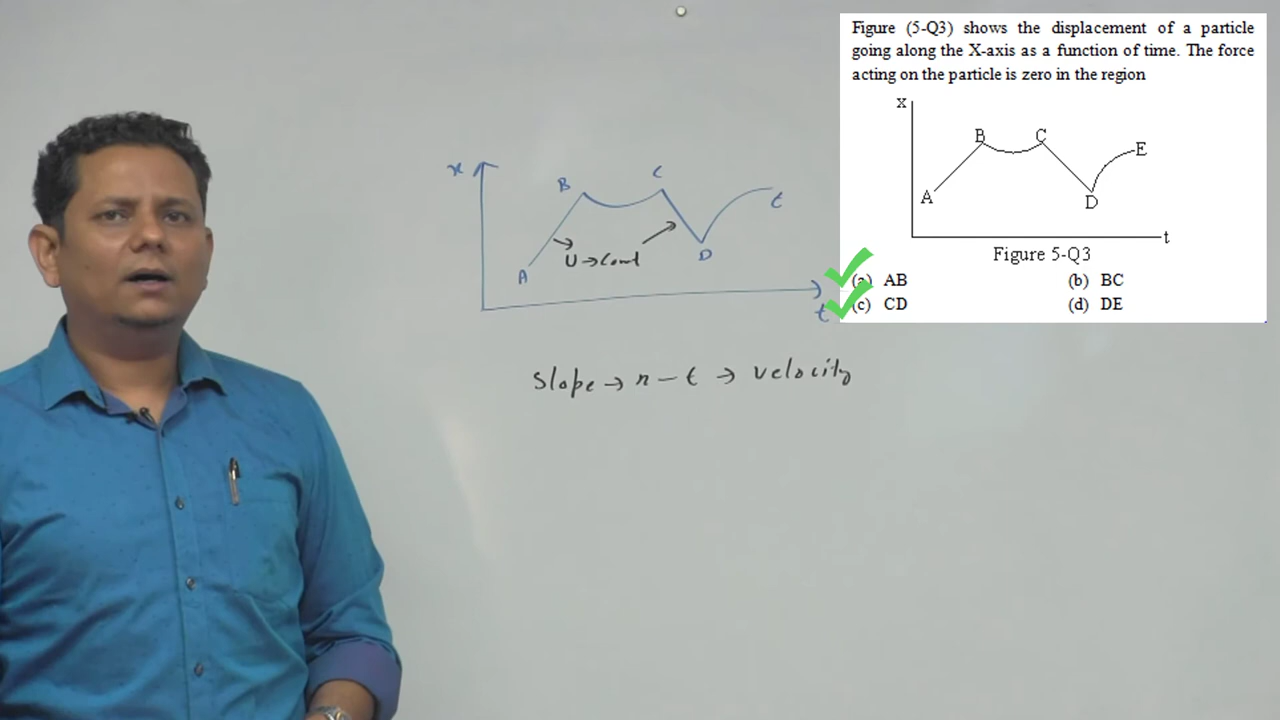 Figure (5-Q3) shows the displacement of a particle
going along the X-axis as a function of time. The force
acting on the particle is zero in the region
x
B
C
A
D
E
t
Figure 5-Q3
(a) AB
(b) BC
(c) CD
(d) DE
x
B
C
t
A
D
U → Const
t
Slope → n – t → velocity